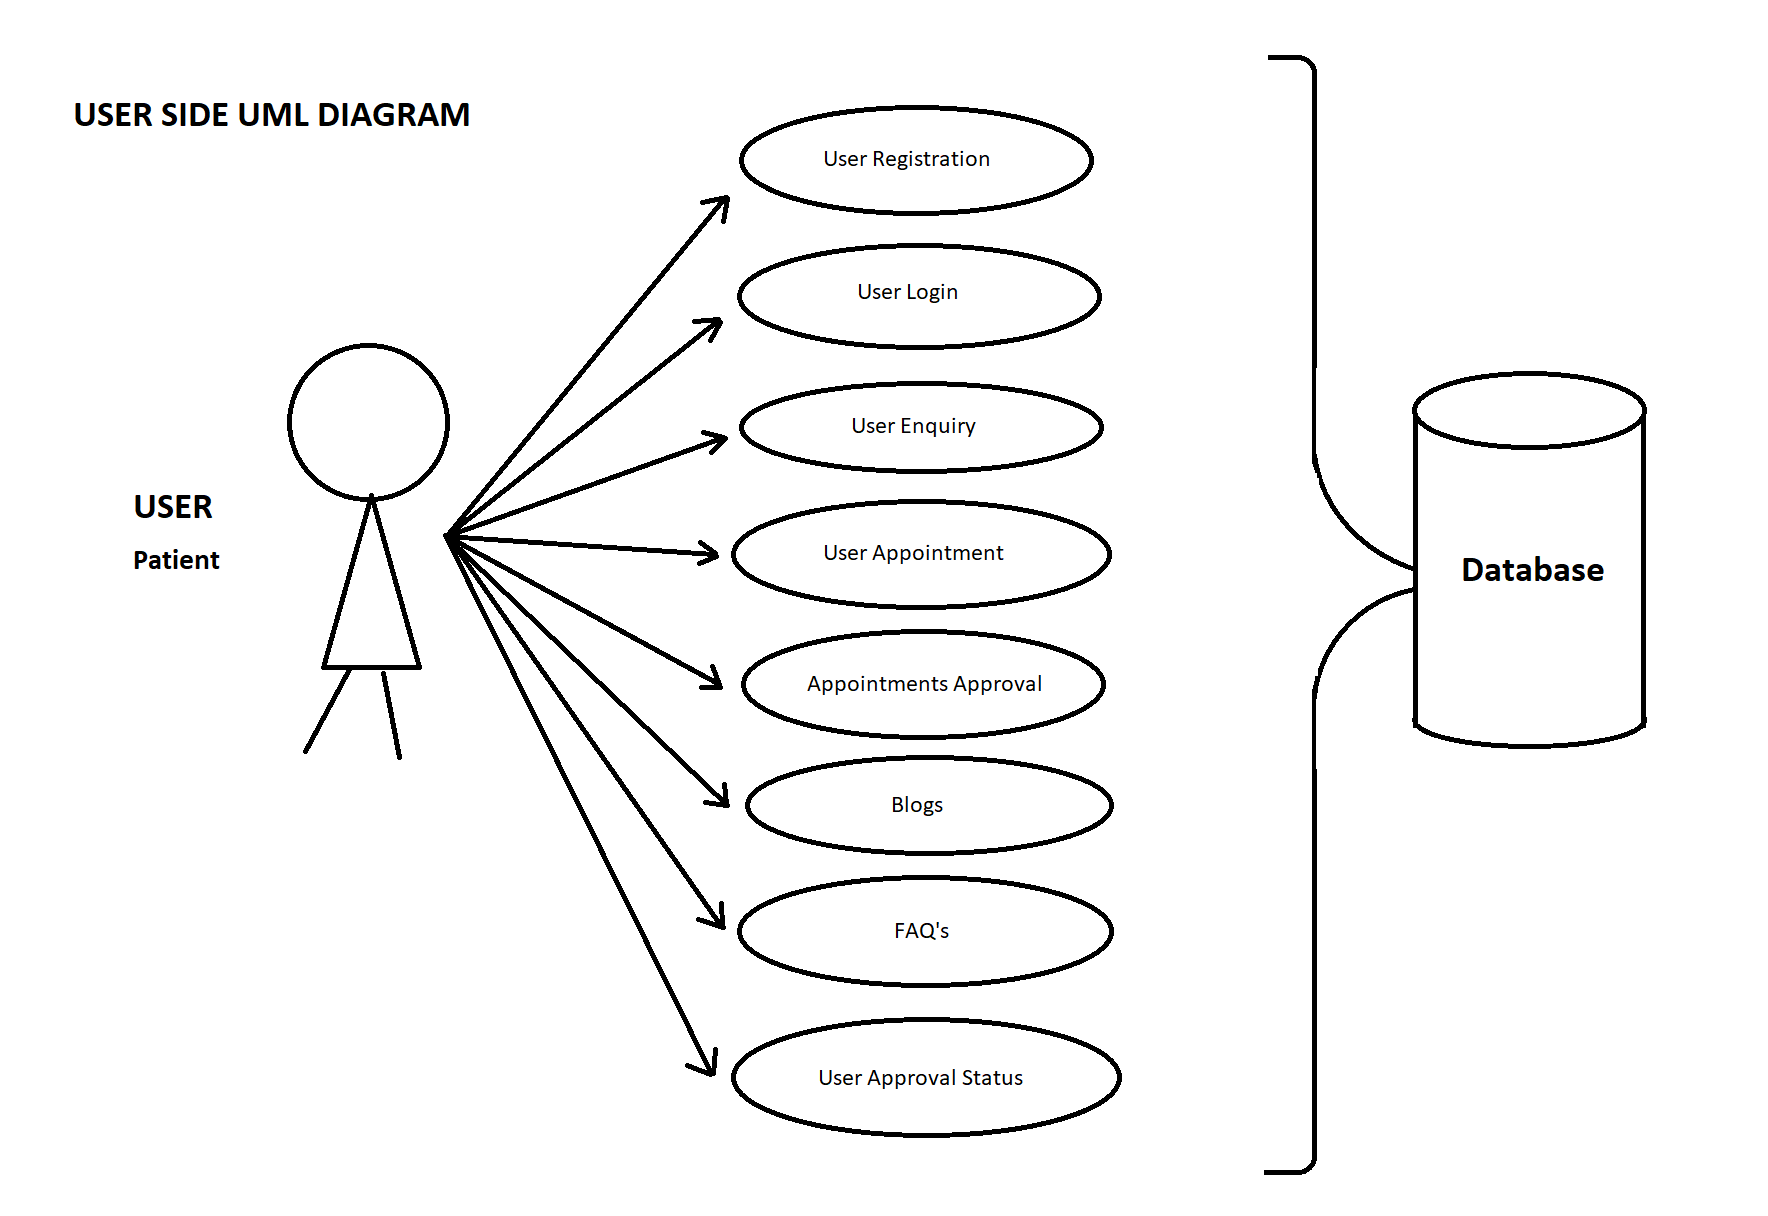 USER SIDE UML DIAGRAM
User Registration
User Login
User Enquiry
USER
Patient
User Appointment
Database
Appointments Approval
Blogs
FAQ's
User Approval Status